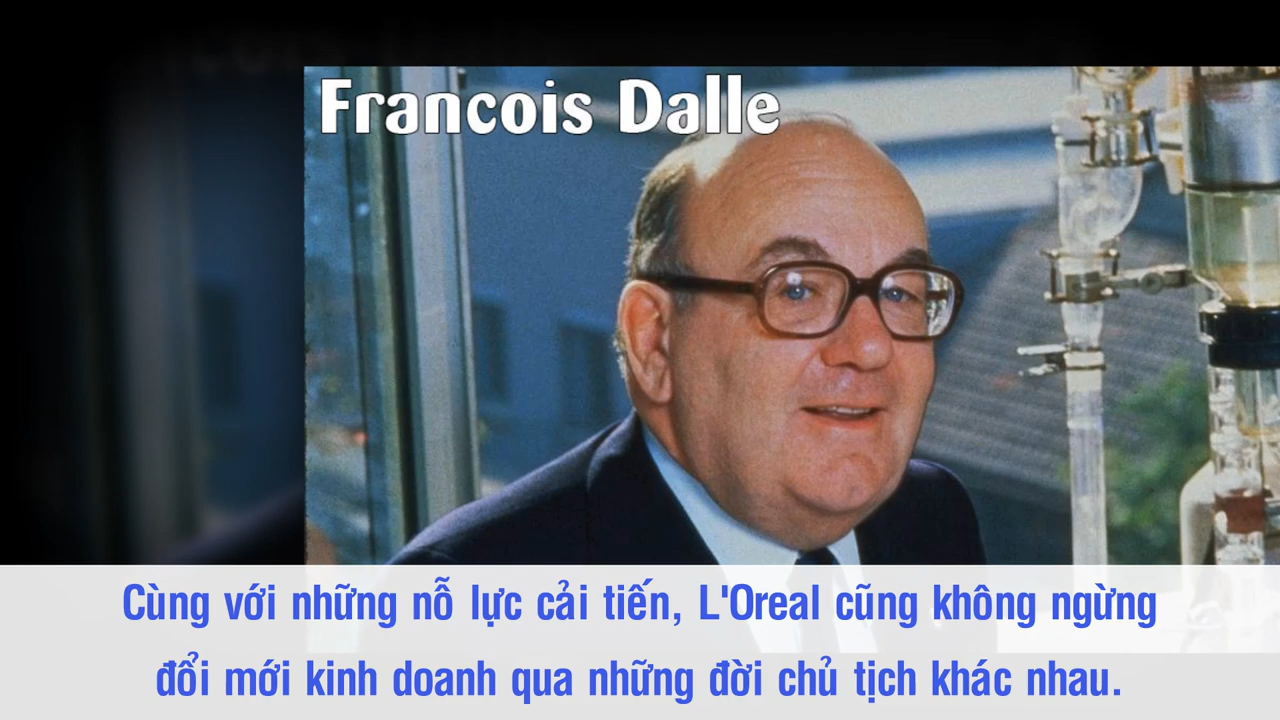 Francois Dalle
Cùng với những nỗ lực cải tiến, L'Oreal cũng không ngừng
đổi mới kinh doanh qua những đời chủ tịch khác nhau.